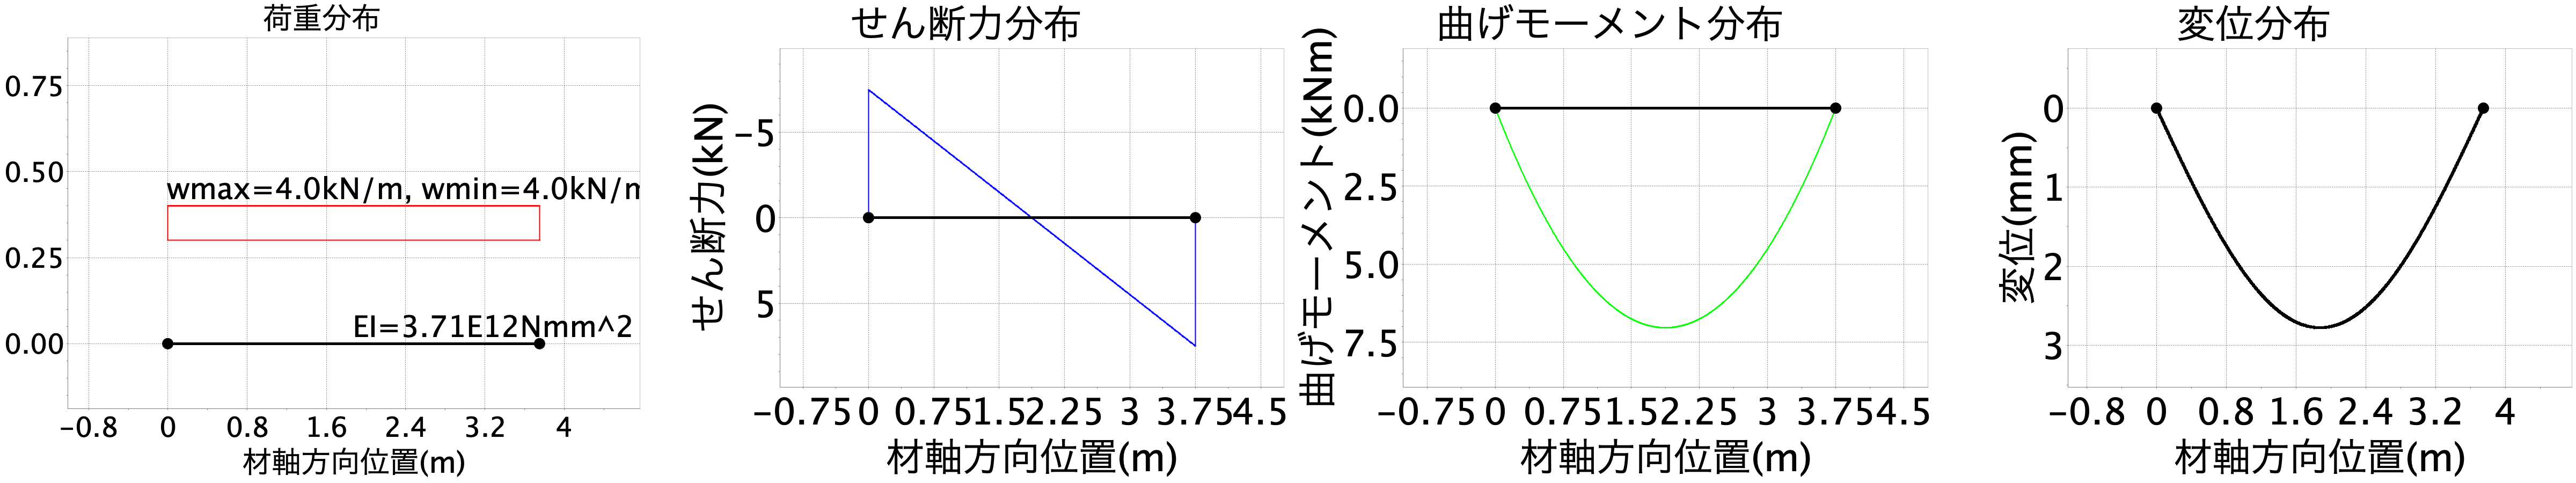 荷重分布
0.75
0.50
0.25
0.00
wmax=4.0kN/m, wmin=4.0kN/m
EI=3.71E12Nmm^2
−0.8 0 0.8 1.6 2.4 3.2 4
材軸方向位置(m)
せん断力分布
せん断力(kN)
−5
0
5
−0.75 0 0.75 1.5 2.25 3 3.75 4.5
材軸方向位置(m)
曲げモーメント分布
曲げモーメント(kNm)
0.0
2.5
5.0
7.5
−0.75 0 0.75 1.5 2.25 3 3.75 4.5
材軸方向位置(m)
変位分布
変位(mm)
0
1
2
3
−0.8 0 0.8 1.6 2.4 3.2 4
材軸方向位置(m)